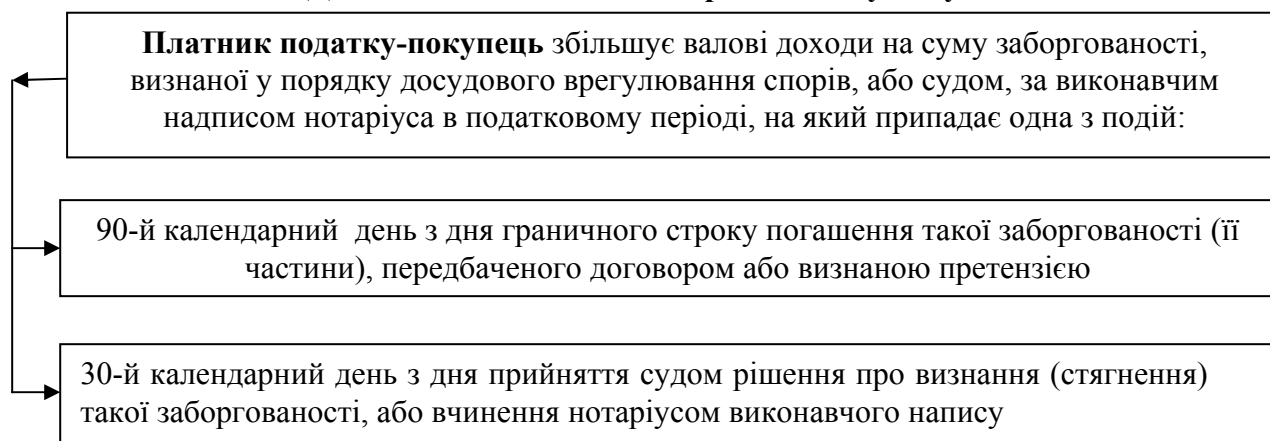 Платник податку-покупець збільшує валові доходи на суму заборгованості,
визнаної у порядку досудового врегулювання спорів, або судом, за виконавчим
надписом нотаріуса в податковому періоді, на який припадає одна з подій:
90-й календарний день з дня граничного строку погашення такої заборгованості (її
частини), передбаченого договором або визнаною претензією
30-й календарний день з дня прийняття судом рішення про визнання (стягнення)
такої заборгованості, або вчинення нотаріусом виконавчого напису